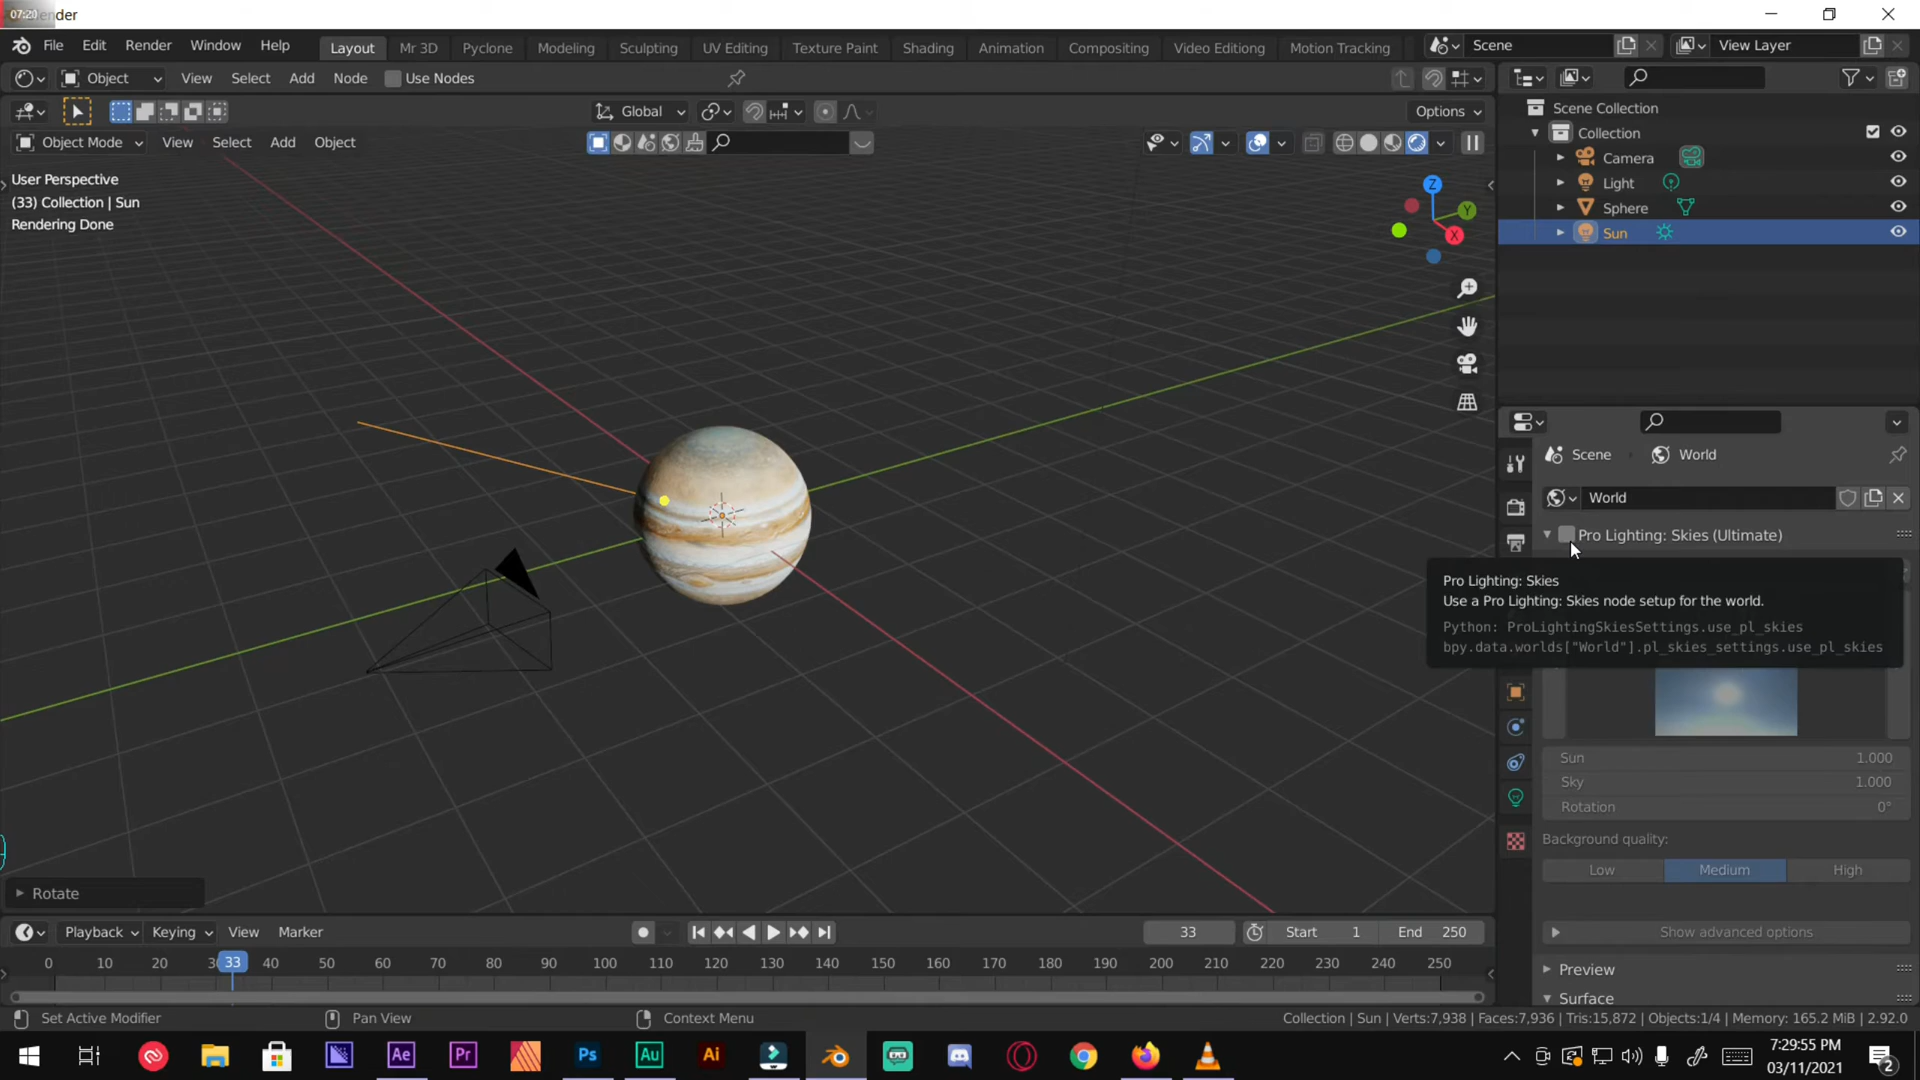 07:20
File Edit Render Window Help Layout Mr 3D Pyclone Modeling Sculpting UV Editing Texture Paint Shading Animation Compositing Video Editing Motion Tracking Scene View Layer
Object View Select Add Node Use Nodes
Global Options
Object Mode View Select Add Object
User Perspective
(33) Collection | Sun
Rendering Done
Z
Y
X
Scene Collection
Collection
Camera
Light
Sphere
Sun
Scene World
World
Pro Lighting: Skies (Ultimate)
Pro Lighting: Skies
Use a Pro Lighting: Skies node setup for the world.
Python: ProLightingSkiesSettings.use_pl_skies
bpy.data.worlds["World"].pl_skies_settings.use_pl_skies
Sun 1.000
Sky 1.000
Rotation 0°
Background quality:
Low Medium High
Show advanced options
Preview
Surface
Rotate
Playback Keying View Marker 33 Start 1 End 250
0 10 20 33 40 50 60 70 80 90 100 110 120 130 140 150 160 170 180 190 200 210 220 230 240 250
Set Active Modifier Pan View Context Menu Collection | Sun | Verts:7,938 | Faces:7,936 | Tris:15,872 | Objects:1/4 | Memory: 165.2 MiB | 2.92.0
Ae Pr Ps Au Ai
7:29:55 PM
03/11/2021
2